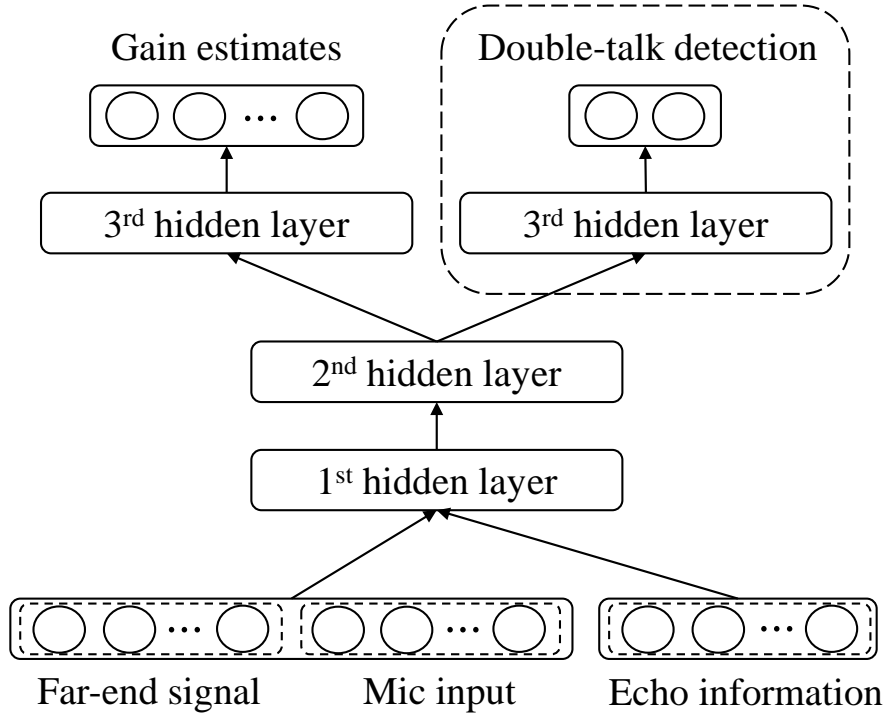 Gain estimates
Double-talk detection
...
3rd hidden layer
3rd hidden layer
2nd hidden layer
1st hidden layer
... ... ...
Far-end signal
Mic input
Echo information